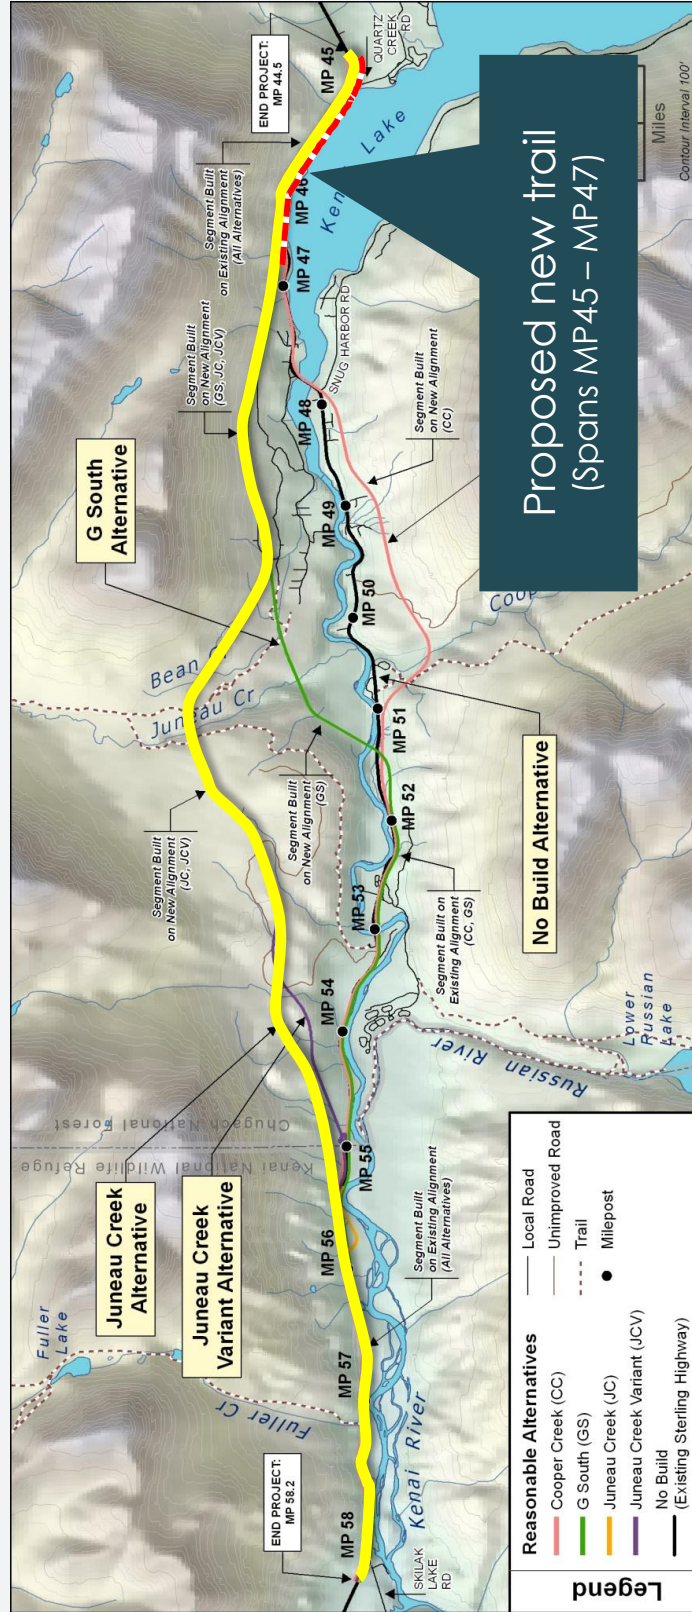 END PROJECT:
MP 58.2
MP 58
SKILAK
LAKE
RD
Kenai River
Fuller
Lake
Fuller Cr
MP 57
Segment Built
on Existing Alignment
(All Alternatives)
MP 56
Juneau Creek
Alternative
Juneau Creek
Variant Alternative
Kenai National Wildlife Refuge
Chugach National Forest
MP 55
MP 54
Russian River
Lower
Russian
Lake
MP 53
Segment Built on
Existing Alignment
(CC, GS)
MP 52
Segment Built
on New Alignment
(JC, JCV)
Segment Built
on New Alignment
(GS)
Juneau Cr
Bean
G South
Alternative
MP 51
No Build Alternative
MP 50
MP 49
Segment Built
on New Alignment
(CC)
MP 48
SNUG HARBOR RD
Segment Built
on New Alignment
(GS, JC, JCV)
MP 47
Segment Built
on Existing Alignment
(All Alternatives)
MP 46
Lake
END PROJECT:
MP 44.5
MP 45
QUARTZ
CREEK
RD
Proposed new trail
(Spans MP45 – MP47)
Miles
Contour Interval 100'
Legend
Reasonable Alternatives
Cooper Creek (CC)
G South (GS)
Juneau Creek (JC)
Juneau Creek Variant (JCV)
No Build
(Existing Sterling Highway)
Local Road
Unimproved Road
Trail
Milepost